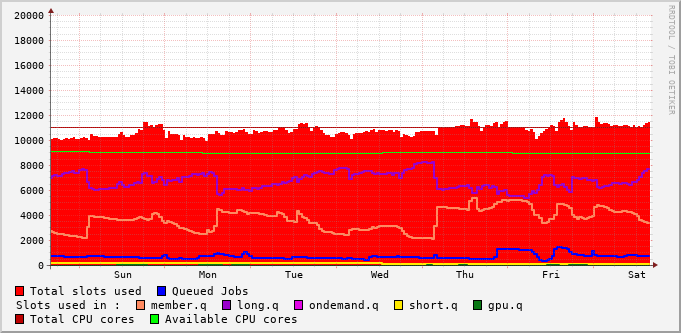 20000
18000
16000
14000
12000
10000
8000
6000
4000
2000
0
Sun Mon Tue Wed Thu Fri Sat
RRDTOOL / TOBI OETIKER
Total slots used Queued Jobs
Slots used in : member.q long.q ondemand.q short.q gpu.q
Total CPU cores Available CPU cores